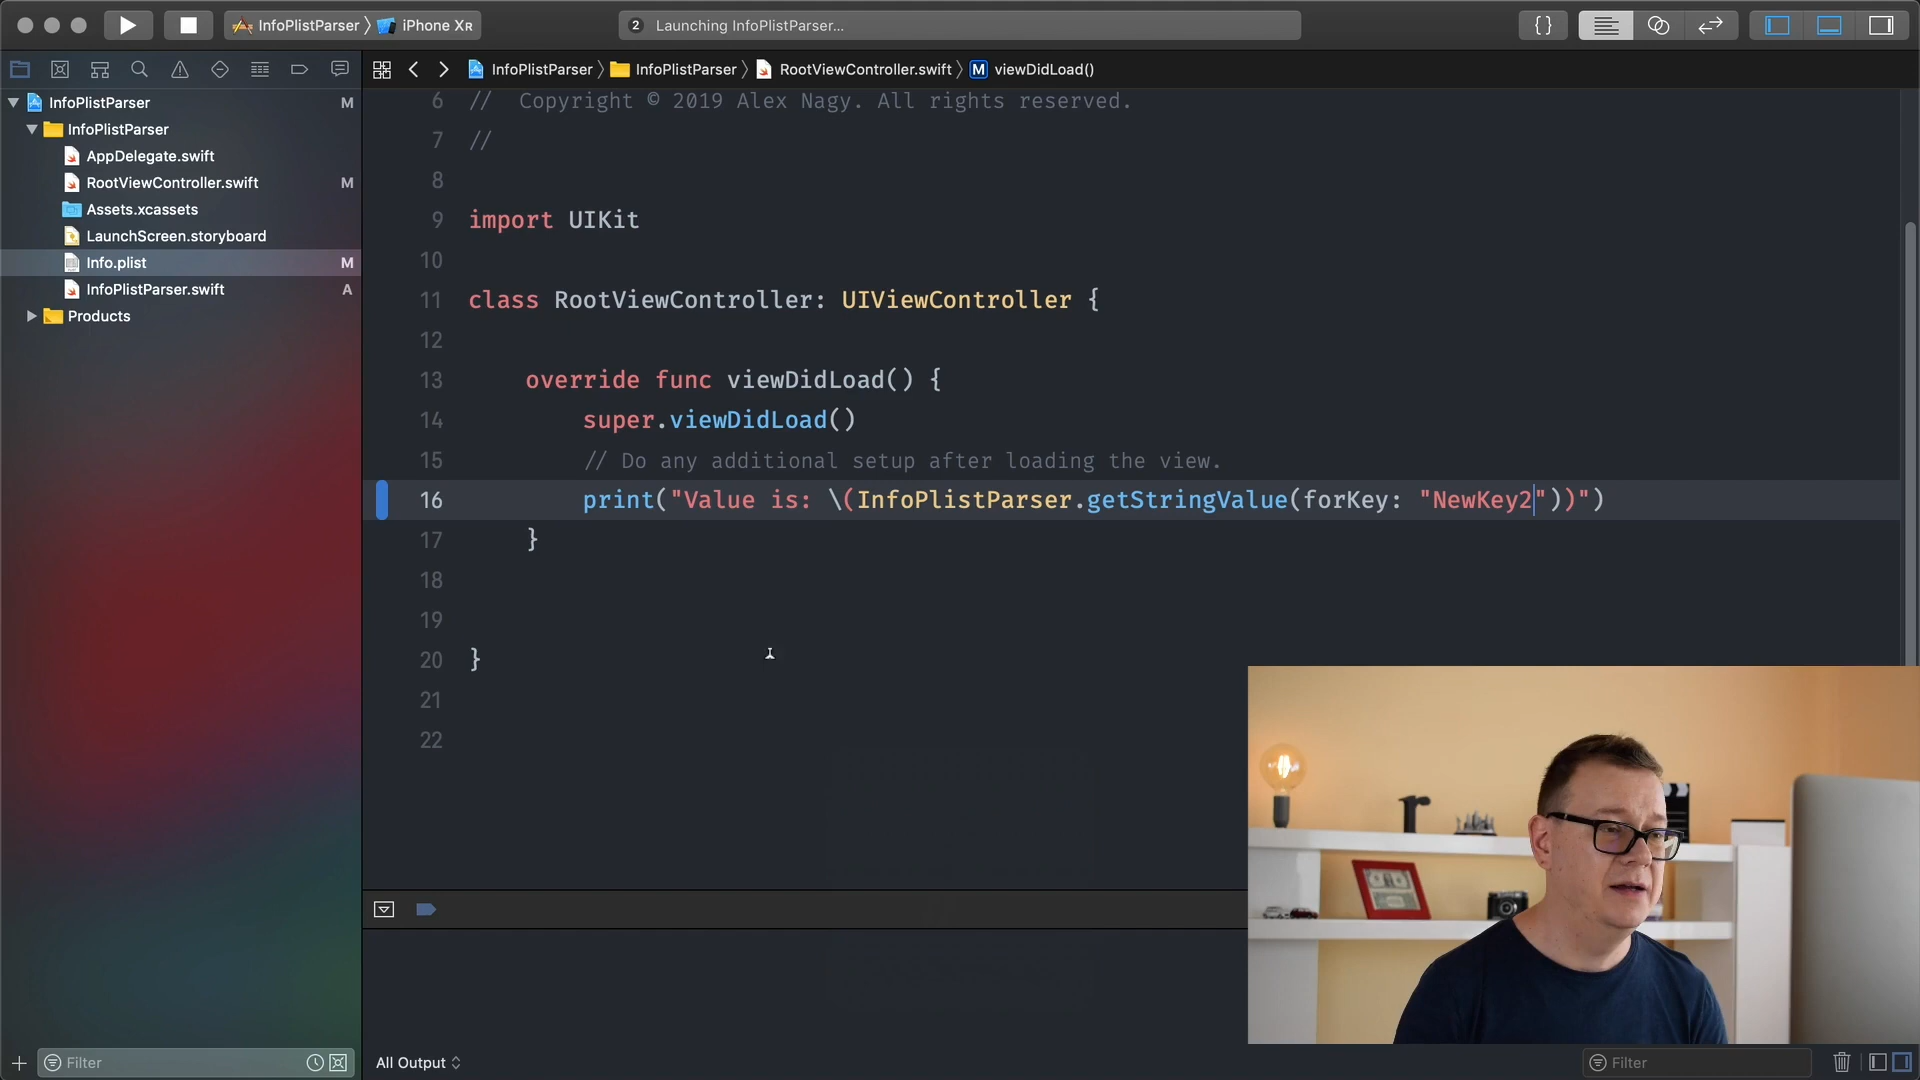 InfoPlistParser
iPhone XR
2
Launching InfoPlistParser...
{}
InfoPlistParser
InfoPlistParser
RootViewController.swift
M
viewDidLoad()
InfoPlistParser
M
InfoPlistParser
AppDelegate.swift
RootViewController.swift
M
Assets.xcassets
LaunchScreen.storyboard
Info.plist
M
InfoPlistParser.swift
A
Products
6 //  Copyright © 2019 Alex Nagy. All rights reserved.
7 //
8
9 import UIKit
10
11 class RootViewController: UIViewController {
12
13 override func viewDidLoad() {
14 super.viewDidLoad()
15 // Do any additional setup after loading the view.
16 print("Value is: \(InfoPlistParser.getStringValue(forKey: "NewKey2"))")
17 }
18
19
20 }
21
22
Filter
All Output
Filter